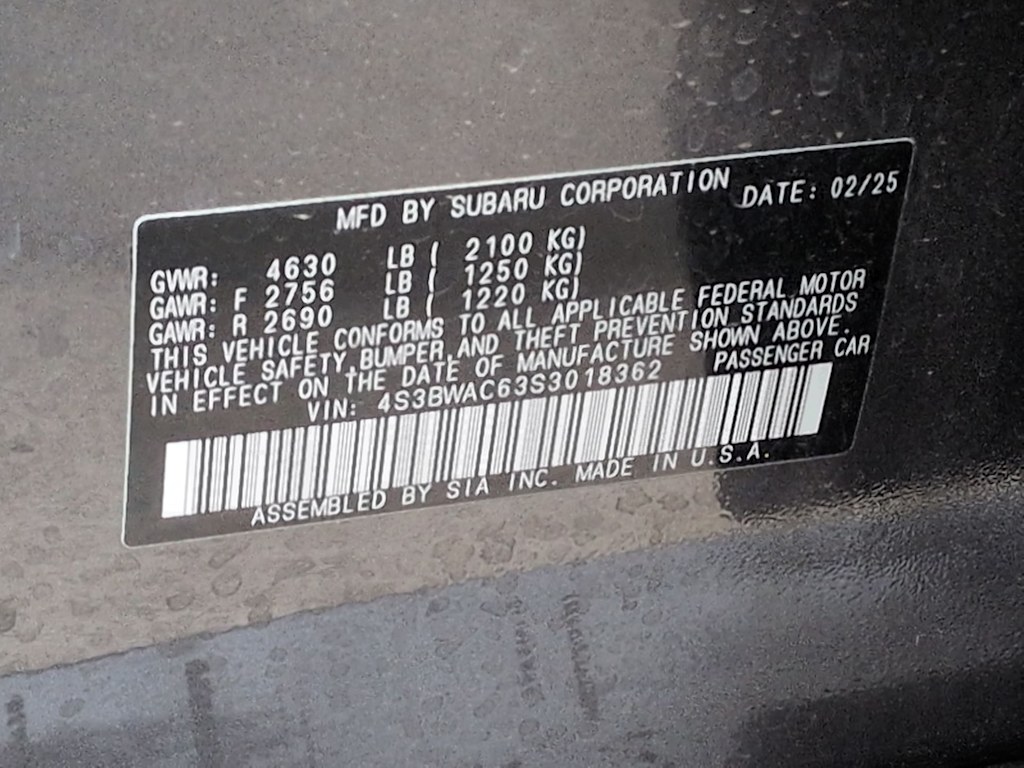 MFD BY SUBARU CORPORATION DATE: 02/25
GVWR: 4630 LB ( 2100 KG)
GAWR: F 2756 LB ( 1250 KG)
GAWR: R 2690 LB ( 1220 KG)
THIS VEHICLE CONFORMS TO ALL APPLICABLE FEDERAL MOTOR
VEHICLE SAFETY,BUMPER,AND THEFT PREVENTION STANDARDS
IN EFFECT ON THE DATE OF MANUFACTURE SHOWN ABOVE.
VIN: 4S3BWAC63S3018362 PASSENGER CAR
ASSEMBLED BY SIA INC. MADE IN U.S.A.